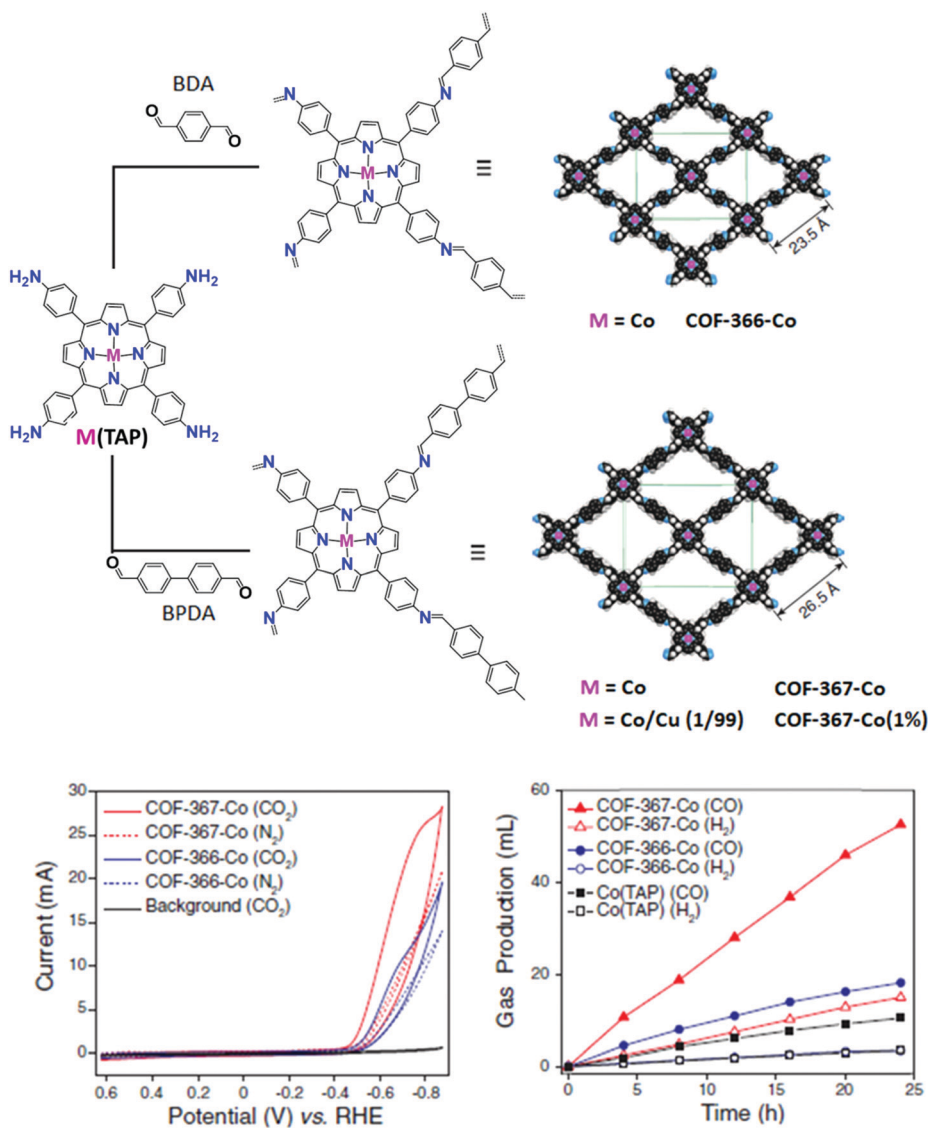 BDA
O
O
N
N
N
N
M
N
N
N
N
≡
23.5 Å
M = Co COF-366-Co
H₂N
NH₂
N
N
M
N
N
H₂N
NH₂
M(TAP)
O
O
BPDA
N
N
N
N
M
N
N
N
N
≡
26.5 Å
M = Co COF-367-Co
M = Co/Cu (1/99) COF-367-Co(1%)
Current (mA)
30
25
20
15
10
5
0
COF-367-Co (CO₂)
COF-367-Co (N₂)
COF-366-Co (CO₂)
COF-366-Co (N₂)
Background (CO₂)
0.6 0.4 0.2 0 -0.2 -0.4 -0.6 -0.8
Potential (V) vs. RHE
Gas Production (mL)
60
40
20
0
COF-367-Co (CO)
COF-367-Co (H₂)
COF-366-Co (CO)
COF-366-Co (H₂)
Co(TAP) (CO)
Co(TAP) (H₂)
0 5 10 15 20 25
Time (h)